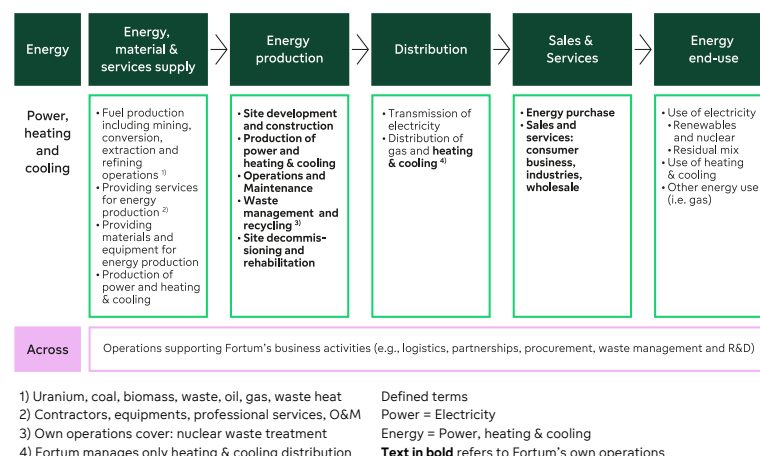 Energy
Energy,
material &
services supply
Energy
production
Distribution
Sales &
Services
Energy
end-use
Power,
heating
and
cooling
• Fuel production
including mining,
conversion,
extraction and
refining
operations 1)
• Providing services
for energy
production 2)
• Providing
materials and
equipment for
energy production
• Production of
power and heating
& cooling
• Site development
and construction
• Production of
power and
heating & cooling
• Operations and
Maintenance
• Waste
management and
recycling 3)
• Site decommis-
sioning and
rehabilitation
• Transmission of
electricity
• Distribution of
gas and heating
& cooling 4)
• Energy purchase
• Sales and
services:
consumer
business,
industries,
wholesale
• Use of electricity
• Renewables
and nuclear
• Residual mix
• Use of heating
& cooling
• Other energy use
(i.e. gas)
Across
Operations supporting Fortum's business activities (e.g., logistics, partnerships, procurement, waste management and R&D)
1) Uranium, coal, biomass, waste, oil, gas, waste heat
2) Contractors, equipments, professional services, O&M
3) Own operations cover: nuclear waste treatment
4) Fortum manages only heating & cooling distribution
Defined terms
Power = Electricity
Energy = Power, heating & cooling
Text in bold refers to Fortum's own operations